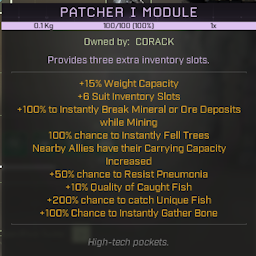 PATCHER I MODULE
0.1Kg 100/100 (100%) 1x
Owned by: CORACK
Provides three extra inventory slots.
+15% Weight Capacity
+6 Suit Inventory Slots
+100% to Instantly Break Mineral or Ore Deposits
while Mining
100% chance to Instantly Fell Trees
Nearby Allies have their Carrying Capacity
Increased
+50% chance to Resist Pneumonia
+10% Quality of Caught Fish
+200% chance to catch Unique Fish
+100% Chance to Instantly Gather Bone
High-tech pockets.